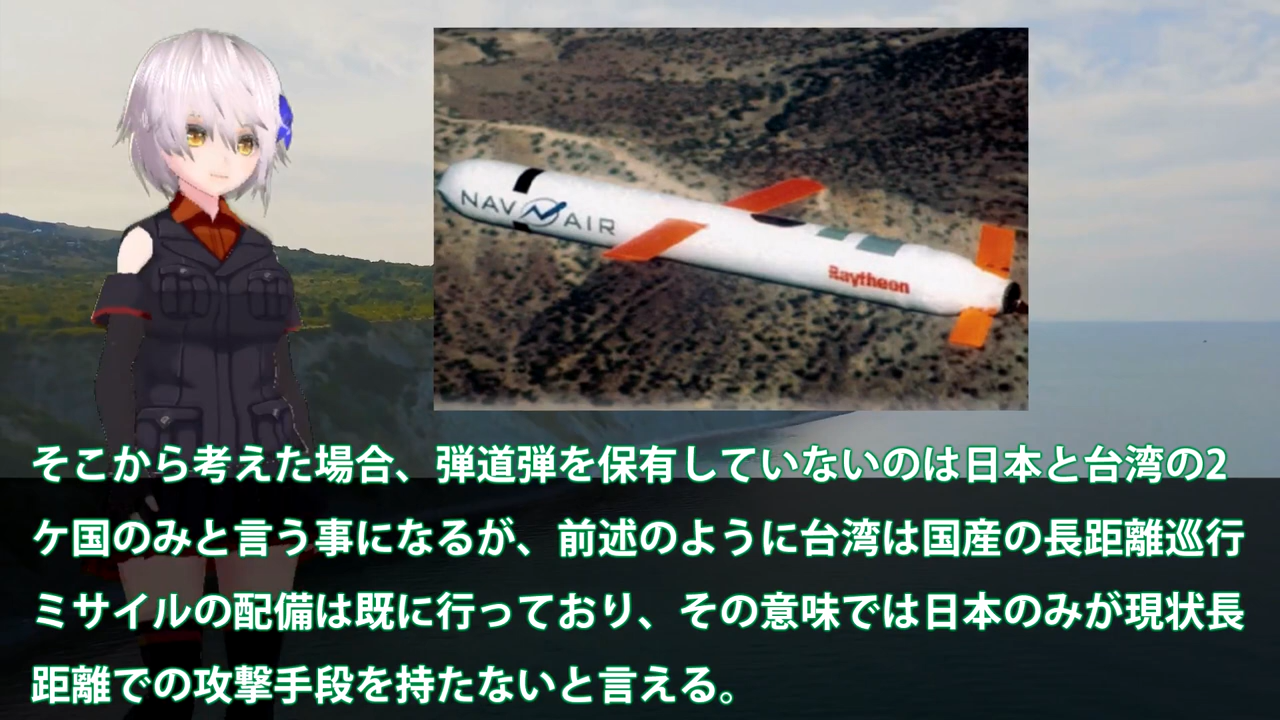 NAV AIR
Raytheon
そこから考えた場合、弾道弾を保有していないのは日本と台湾の2
ケ国のみと言う事になるが、前述のように台湾は国産の長距離巡行
ミサイルの配備は既に行っており、その意味では日本のみが現状長
距離での攻撃手段を持たないと言える。